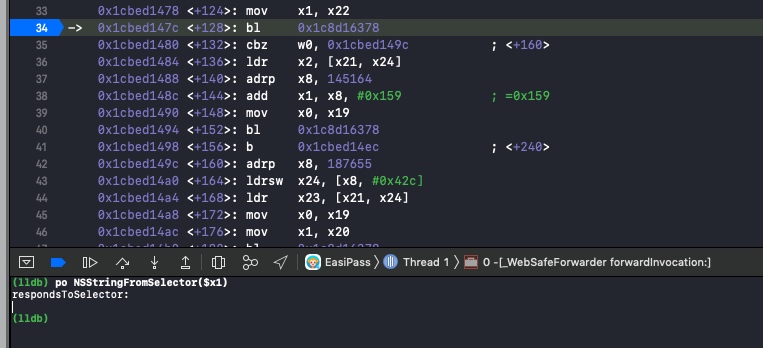 33 0x1cbed1478 <+124>: mov x1, x22
34 -> 0x1cbed147c <+128>: bl 0x1c8d16378
35 0x1cbed1480 <+132>: cbz w0, 0x1cbed149c ; <+160>
36 0x1cbed1484 <+136>: ldr x2, [x21, x24]
37 0x1cbed1488 <+140>: adrp x8, 145164
38 0x1cbed148c <+144>: add x1, x8, #0x159 ; =0x159
39 0x1cbed1490 <+148>: mov x0, x19
40 0x1cbed1494 <+152>: bl 0x1c8d16378
41 0x1cbed1498 <+156>: b 0x1cbed14ec ; <+240>
42 0x1cbed149c <+160>: adrp x8, 187655
43 0x1cbed14a0 <+164>: ldrsw x24, [x8, #0x42c]
44 0x1cbed14a4 <+168>: ldr x23, [x21, x24]
45 0x1cbed14a8 <+172>: mov x0, x19
46 0x1cbed14ac <+176>: mov x1, x20
EasiPass Thread 1 0 -[_WebSafeForwarder forwardInvocation:]
(lldb) po NSStringFromSelector($x1)
respondsToSelector:
(lldb)